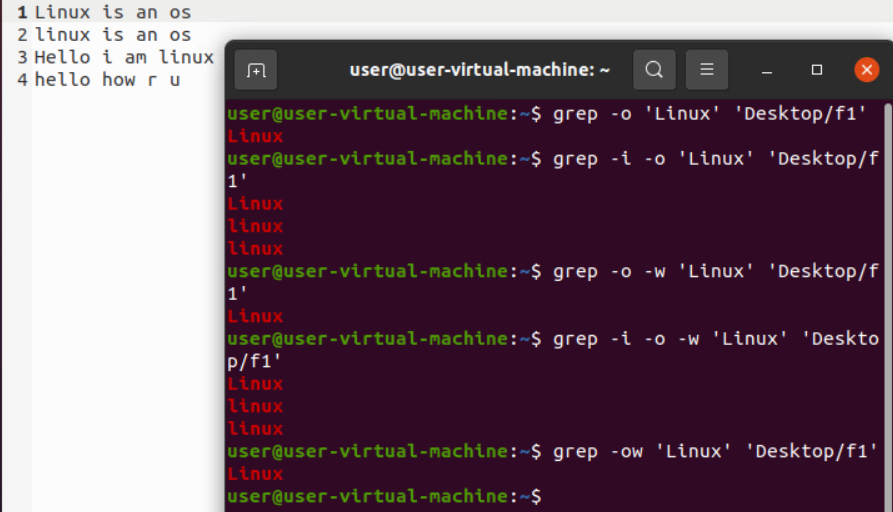 1 Linux is an os
2 linux is an os
3 Hello i am linux
4 hello how r u
user@user-virtual-machine: ~
user@user-virtual-machine:~$ grep -o 'Linux' 'Desktop/f1'
Linux
user@user-virtual-machine:~$ grep -i -o 'Linux' 'Desktop/f
1'
Linux
linux
linux
user@user-virtual-machine:~$ grep -o -w 'Linux' 'Desktop/f
1'
Linux
user@user-virtual-machine:~$ grep -i -o -w 'Linux' 'Deskto
p/f1'
Linux
linux
linux
user@user-virtual-machine:~$ grep -ow 'Linux' 'Desktop/f1'
Linux
user@user-virtual-machine:~$